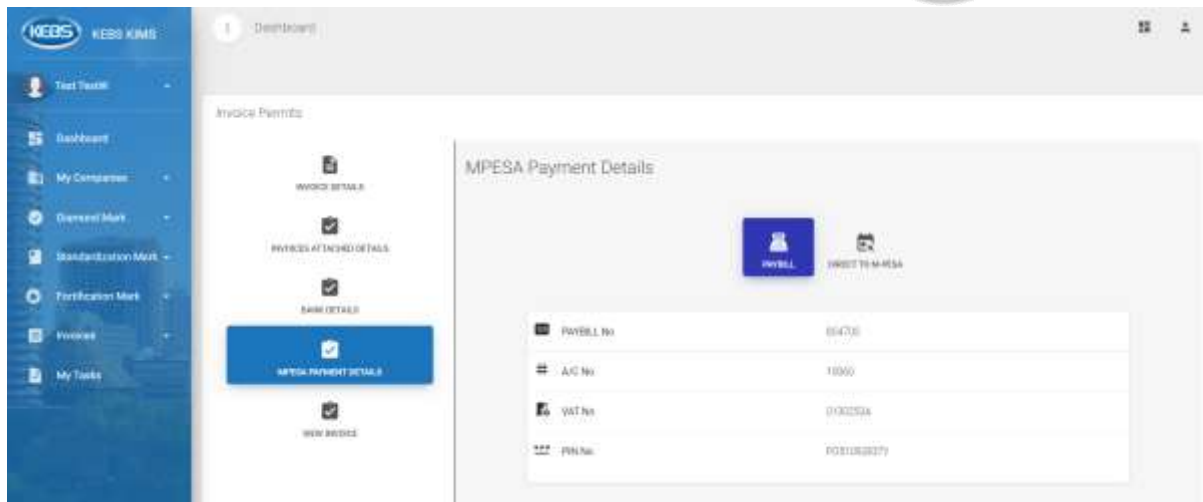 KEBS KEBS KIMS
Dashboard
Invoice Permits
Dashboard
My Companies
Diamond Mark
Standardization Mark
Fortification Mark
Invoices
My Tasks
INVOICE DETAILS
INVOICES ATTACHED DETAILS
BANK DETAILS
MPESA PAYMENT DETAILS
VIEW INVOICE
MPESA Payment Details
PAYBILL
DIRECT TO M-PESA
PAYBILL No
A/C No
VAT No
PIN No